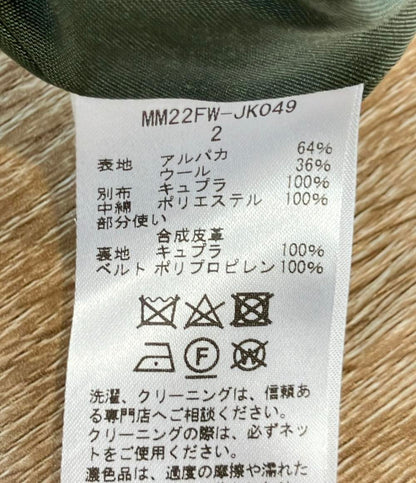 MM22FW-JK049
2
表地 アルパカ 64%
ウール 36%
別布 キュプラ 100%
中綿 ポリエステル 100%
部分使い
合成皮革
裏地 キュプラ 100%
ベルト ポリプロピレン 100%
F W
洗濯、クリーニングは、信頼あ
る専門店へご相談ください。
クリーニングの際は、必ずネッ
トをご使用ください。
濃色品は、過度の摩擦や濡れた